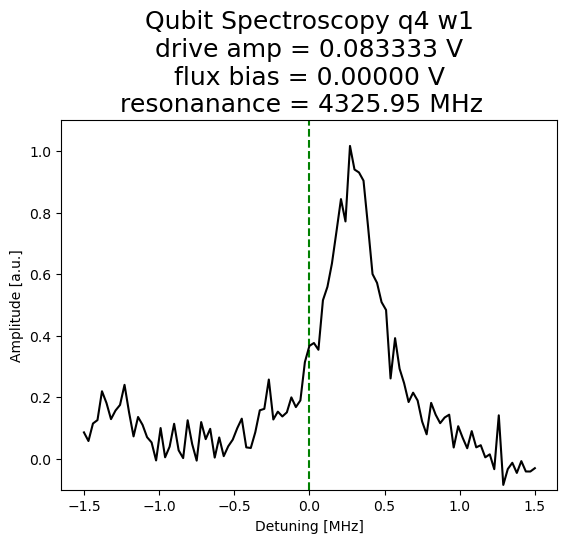 Qubit Spectroscopy q4 w1
drive amp = 0.083333 V
flux bias = 0.00000 V
resonanance = 4325.95 MHz
1.0
0.8
0.6
0.4
0.2
0.0
Amplitude [a.u.]
−1.5 −1.0 −0.5 0.0 0.5 1.0 1.5
Detuning [MHz]